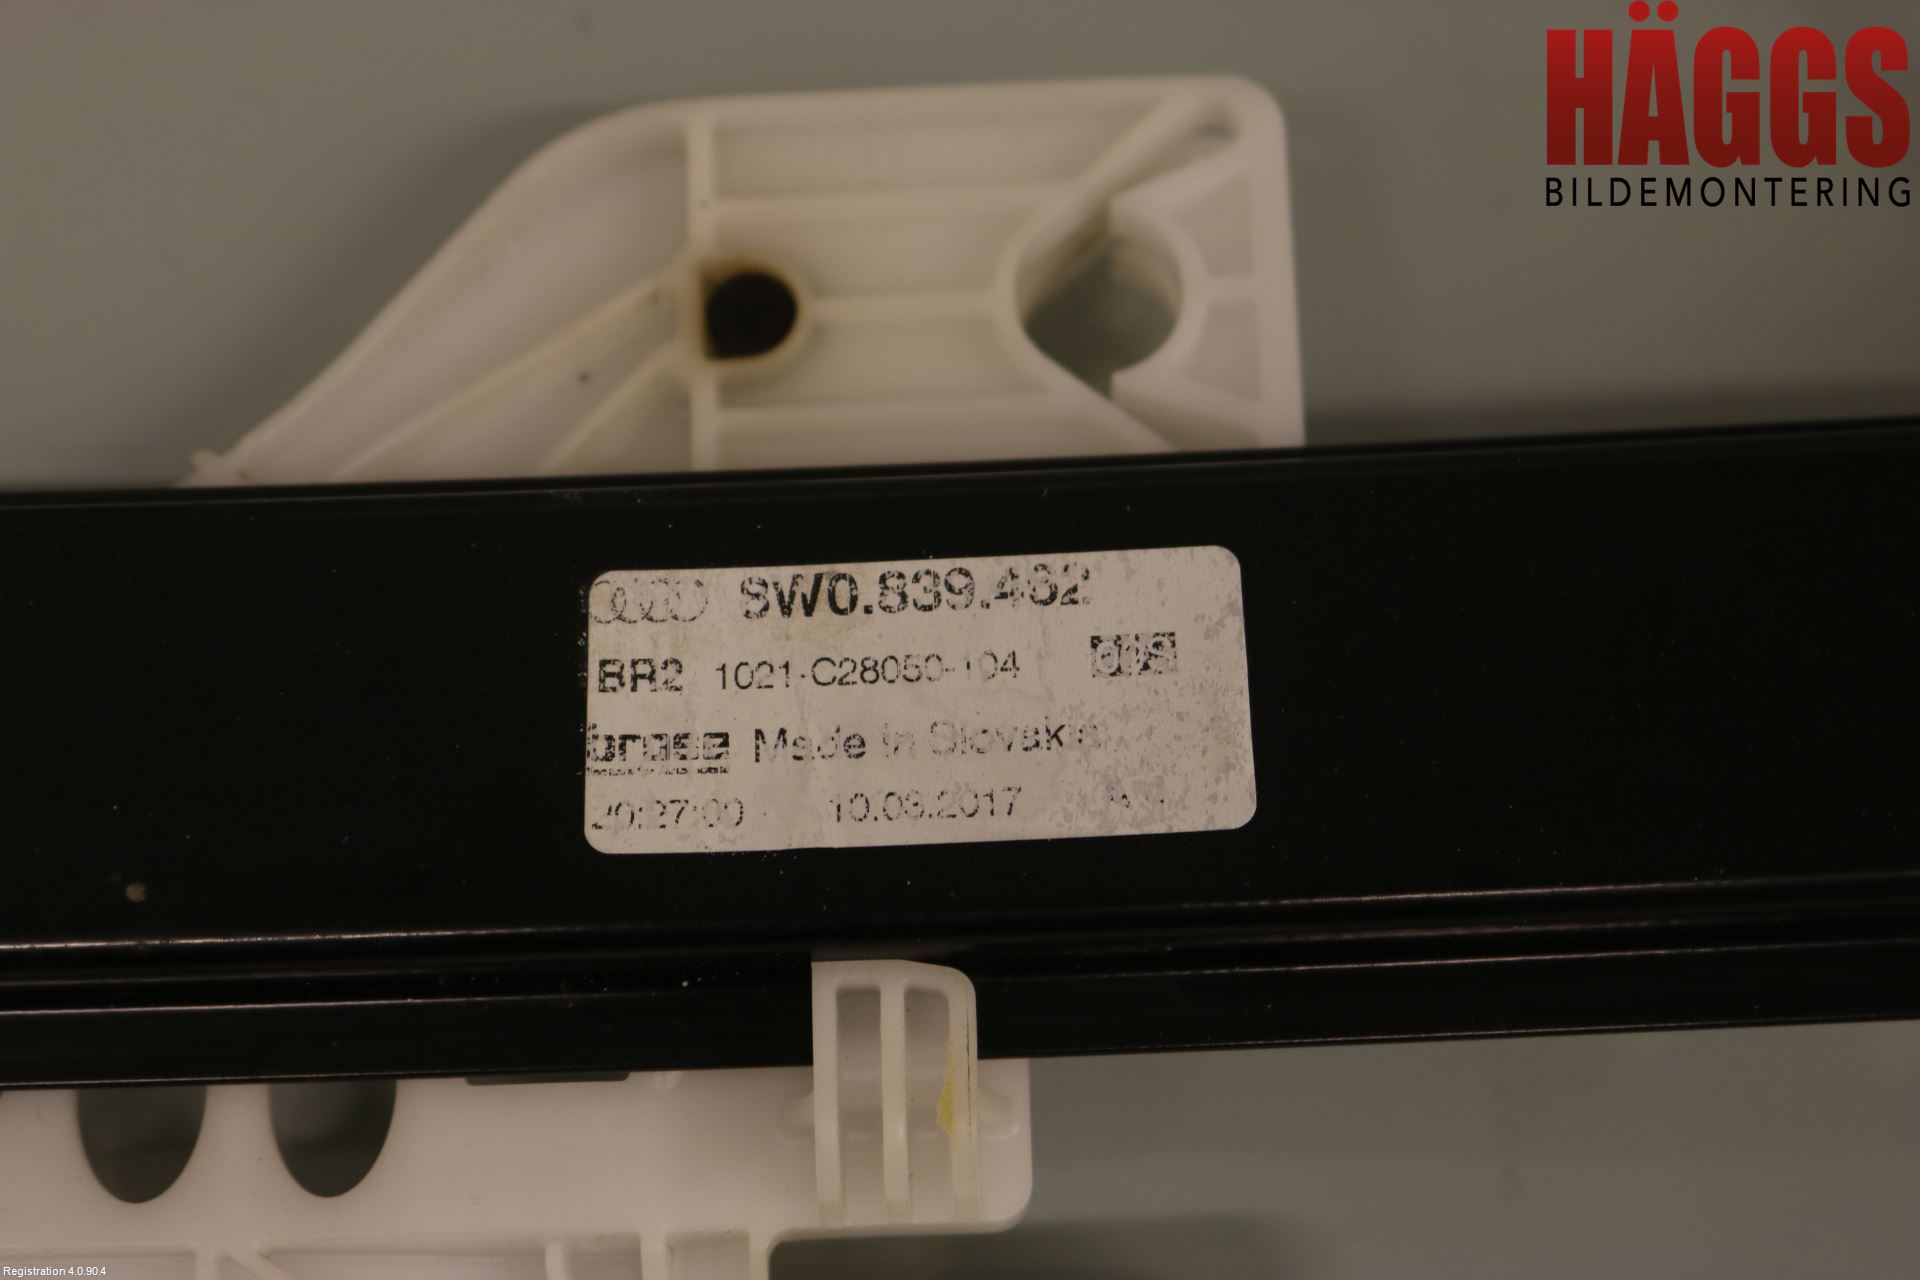 HÄGGS
BILDEMONTERING
8W0.839.462
BR2 1021-C28050-104
brose Made in Slovakia
20:27:00 10.03.2017
Registration 4.0.90.4